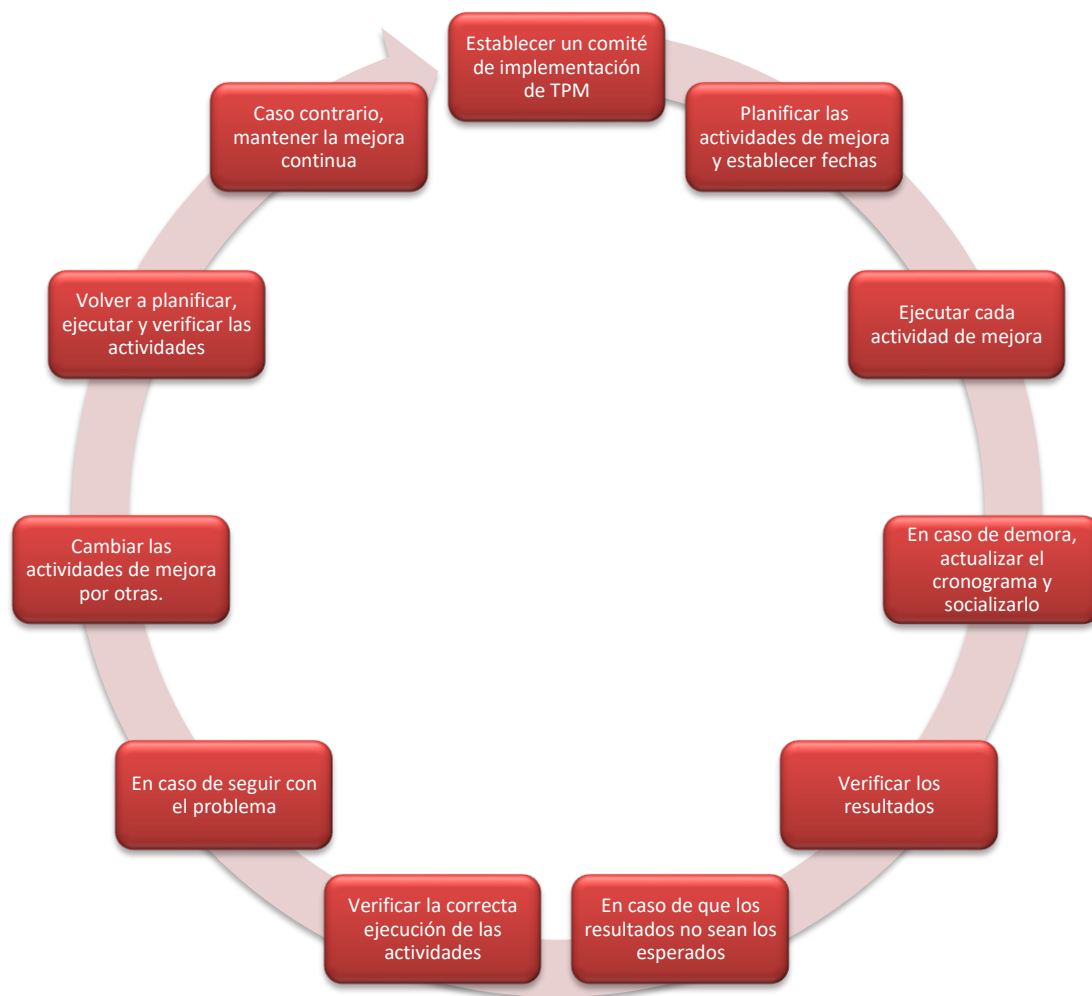 Establecer un comité
de implementación
de TPM
Planificar las
actividades de mejora
y establecer fechas
Ejecutar cada
actividad de mejora
En caso de demora,
actualizar el
cronograma y
socializarlo
Verificar los
resultados
En caso de que los
resultados no sean los
esperados
Verificar la correcta
ejecución de las
actividades
En caso de seguir con
el problema
Cambiar las
actividades de mejora
por otras.
Volver a planificar,
ejecutar y verificar las
actividades
Caso contrario,
mantener la mejora
continua